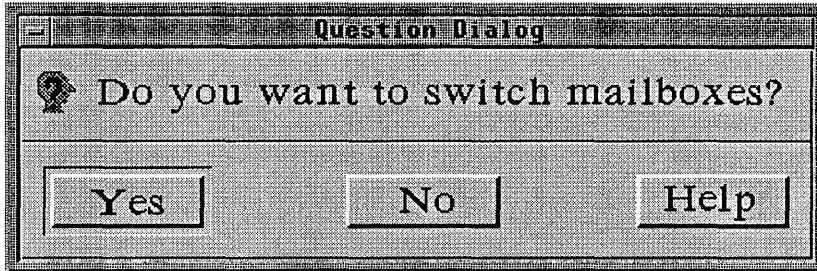 Question Dialog
Do you want to switch mailboxes?
Yes No Help